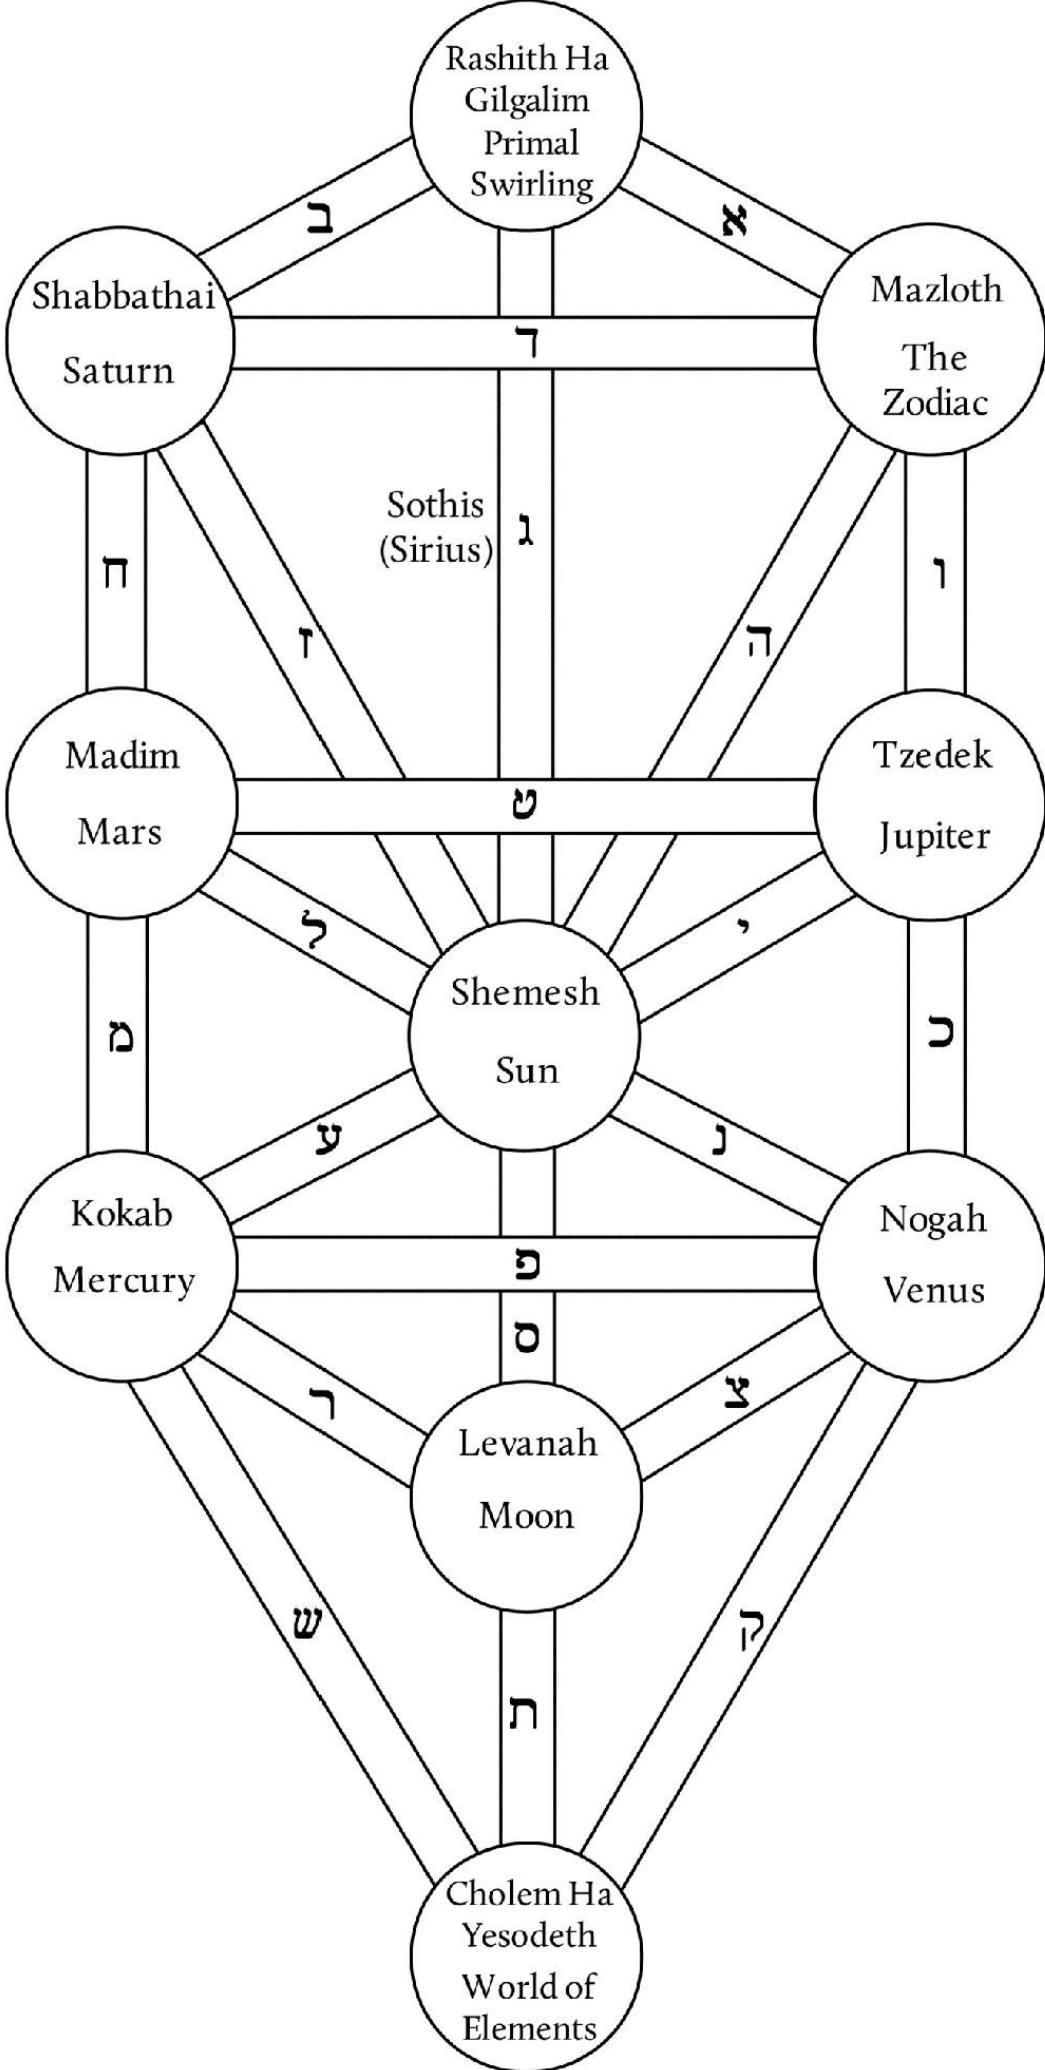 Rashith Ha
Gilgalim
Primal
Swirling
ב
א
Shabbathai
Saturn
Mazloth
The
Zodiac
ד
Sothis
(Sirius)
ג
ח
ז
ה
ו
Madim
Mars
Tzedek
Jupiter
ט
ל
י
Shemesh
Sun
מ
כ
ע
נ
Kokab
Mercury
Nogah
Venus
פ
ס
ר
צ
Levanah
Moon
ש
ק
ת
Cholem Ha
Yesodeth
World of
Elements